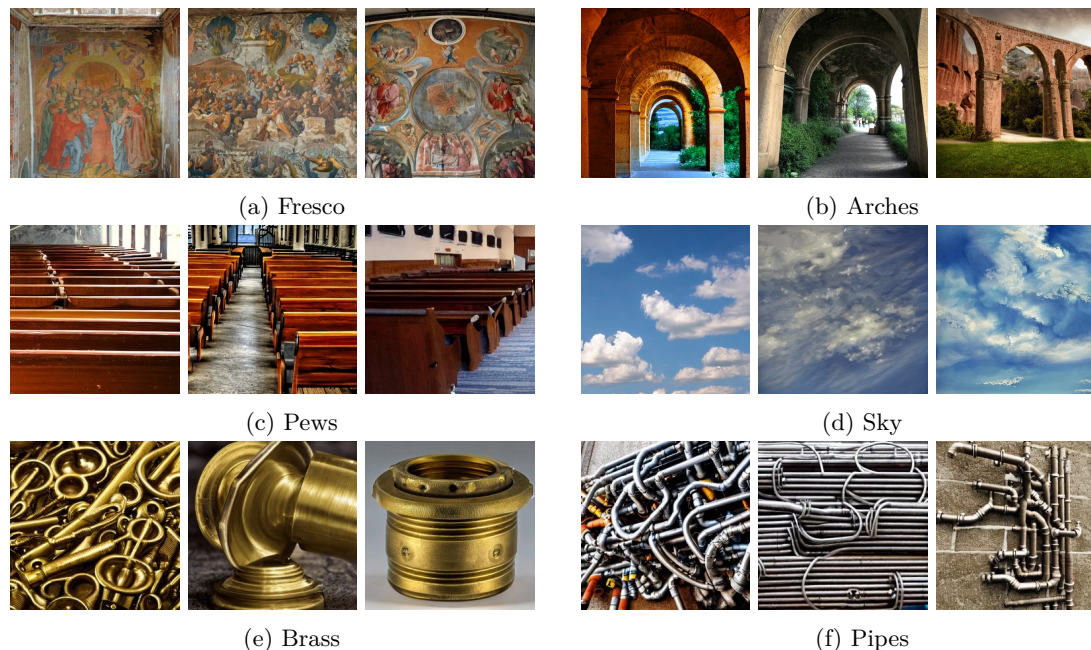 (a) Fresco
(b) Arches
(c) Pews
(d) Sky
(e) Brass
(f) Pipes